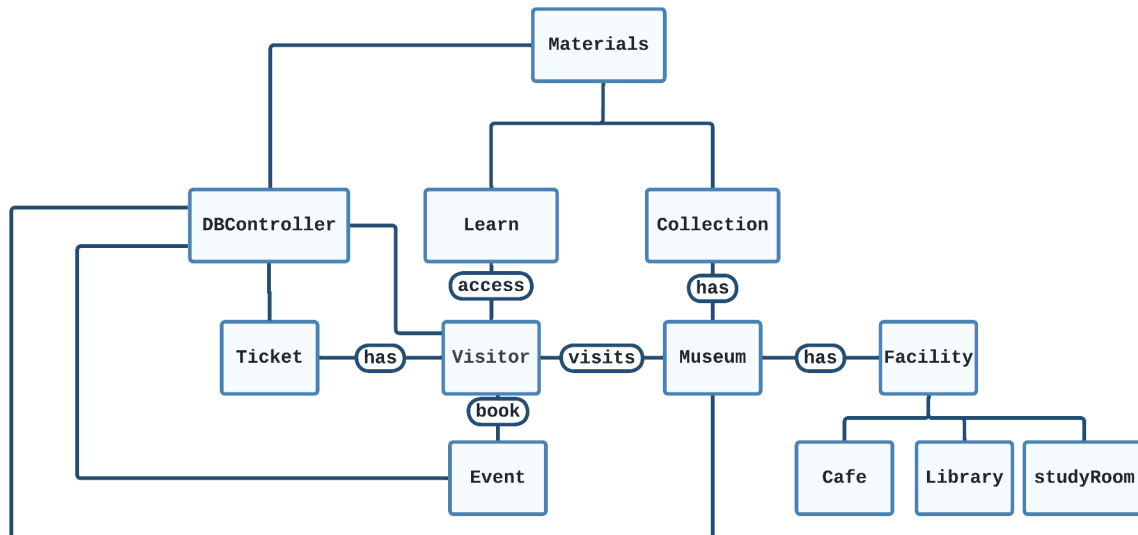 Materials
DBController
Learn
Collection
access
has
Ticket
has
Visitor
visits
Museum
has
Facility
book
Event
Cafe
Library
studyRoom